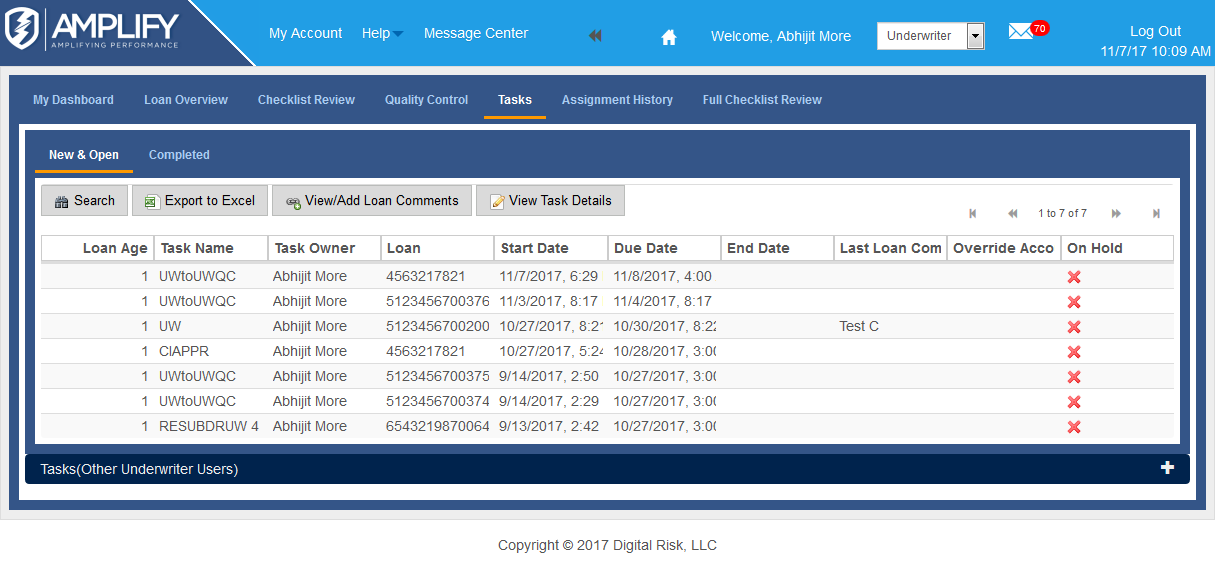 AMPLIFY
AMPLIFYING PERFORMANCE
My Account Help Message Center Welcome, Abhijit More Underwriter 70 Log Out
11/7/17 10:09 AM
My Dashboard Loan Overview Checklist Review Quality Control Tasks Assignment History Full Checklist Review
New & Open Completed
Search Export to Excel View/Add Loan Comments View Task Details
1 to 7 of 7
Loan Age Task Name Task Owner Loan Start Date Due Date End Date Last Loan Com Override Acco On Hold
1 UWtoUWQC Abhijit More 4563217821 11/7/2017, 6:29 11/8/2017, 4:00
1 UWtoUWQC Abhijit More 5123456700376 11/3/2017, 8:17 11/4/2017, 8:17
1 UW Abhijit More 5123456700200 10/27/2017, 8:21 10/30/2017, 8:22 Test C
1 CIAPPR Abhijit More 4563217821 10/27/2017, 5:24 10/28/2017, 3:00
1 UWtoUWQC Abhijit More 5123456700375 9/14/2017, 2:50 10/27/2017, 3:00
1 UWtoUWQC Abhijit More 5123456700374 9/14/2017, 2:29 10/27/2017, 3:00
1 RESUBDRUW 4 Abhijit More 6543219870064 9/13/2017, 2:42 10/27/2017, 3:00
Tasks(Other Underwriter Users)
Copyright © 2017 Digital Risk, LLC